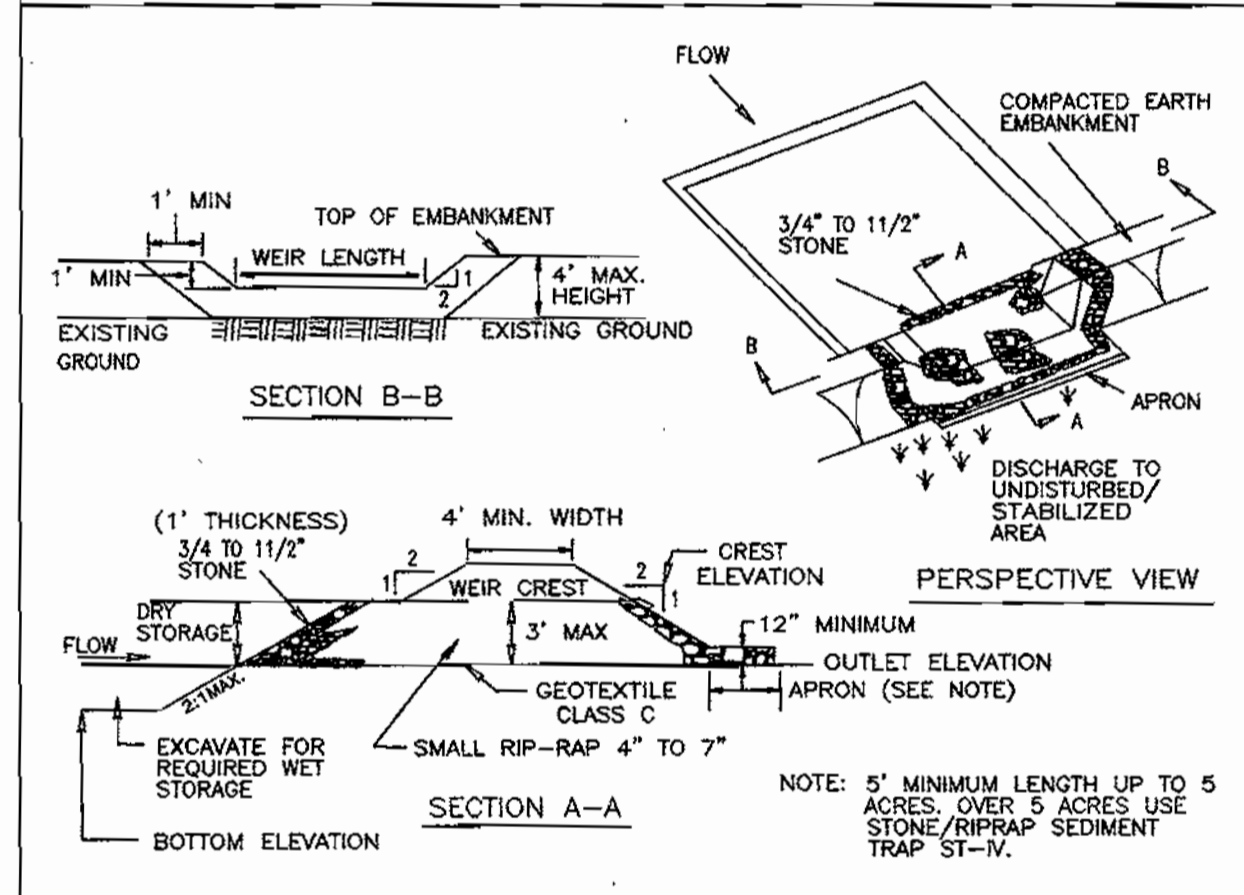 FLOW
COMPACTED EARTH
EMBANKMENT
B
3/4" TO 11/2"
STONE
A
B
A
APRON
DISCHARGE TO
UNDISTURBED/
STABILIZED
AREA
PERSPECTIVE VIEW
1' MIN
TOP OF EMBANKMENT
WEIR LENGTH
1' MIN
1
2
4' MAX.
HEIGHT
EXISTING
GROUND
EXISTING GROUND
SECTION B-B
(1' THICKNESS)
3/4 TO 11/2"
STONE
4' MIN. WIDTH
2
1
WEIR CREST
2
1
CREST
ELEVATION
DRY
STORAGE
3' MAX
12" MINIMUM
FLOW
OUTLET ELEVATION
2:1 MAX.
GEOTEXTILE
CLASS C
APRON (SEE NOTE)
EXCAVATE FOR
REQUIRED WET
STORAGE
SMALL RIP-RAP 4" TO 7"
BOTTOM ELEVATION
SECTION A-A
NOTE: 5' MINIMUM LENGTH UP TO 5
ACRES. OVER 5 ACRES USE
STONE/RIPRAP SEDIMENT
TRAP ST-IV.